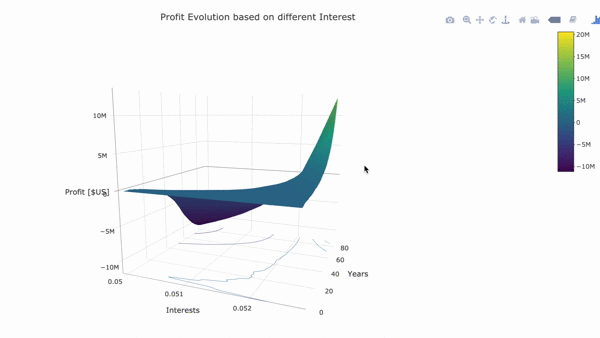 Profit Evolution based on different Interest
20M
15M
10M
5M
0
−5M
−10M
10M
5M
Profit [$US]
0
−5M
−10M
0.05
0.051
0.052
Interests
80
60
40
20
0
Years